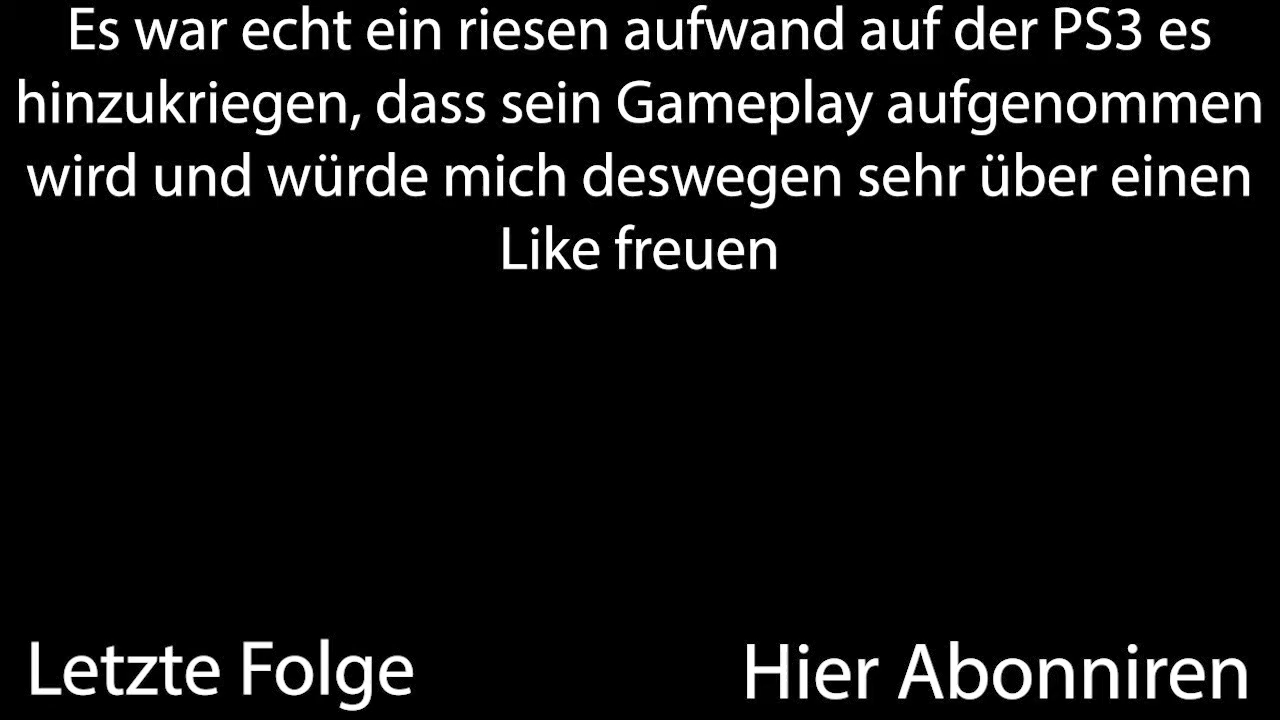 Es war echt ein riesen aufwand auf der PS3 es
hinzukriegen, dass sein Gameplay aufgenommen
wird und würde mich deswegen sehr über einen
Like freuen
Letzte Folge
Hier Abonniren